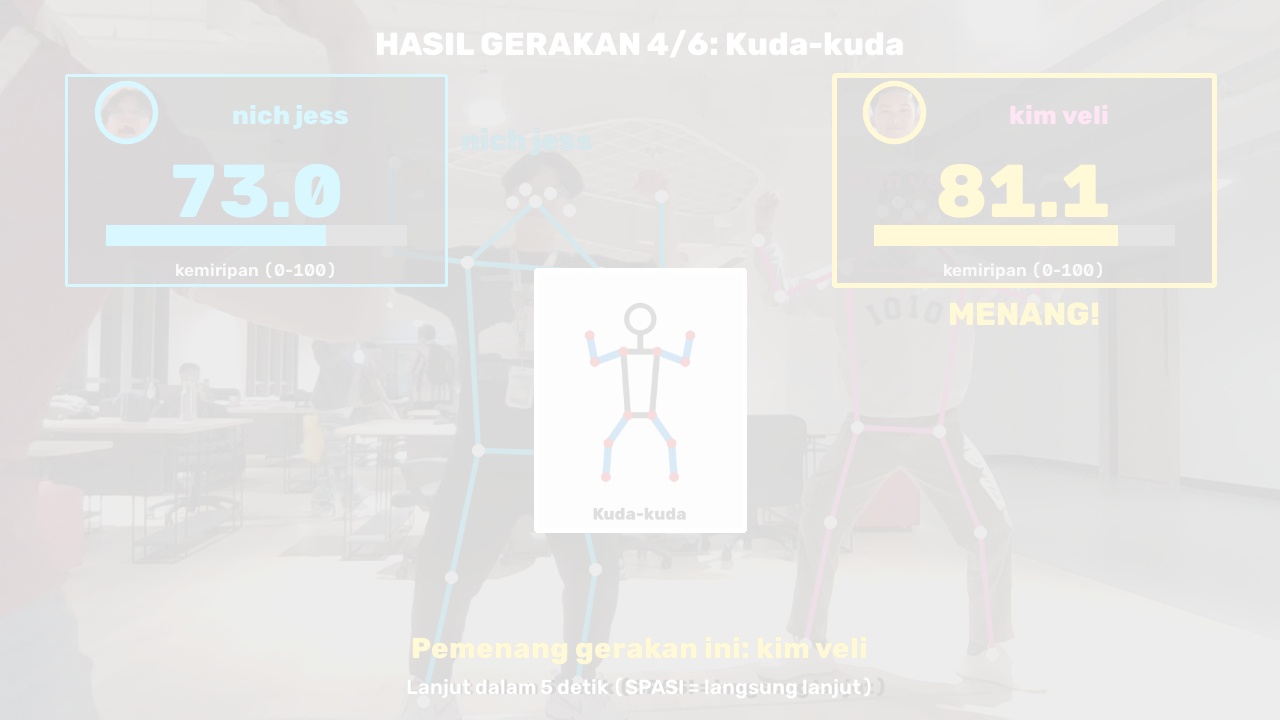 HASIL GERAKAN 4/6: Kuda-kuda
nich jess
kim veli
nich jess
73.0
81.1
kemiripan (0-100)
kemiripan (0-100)
MENANG!
1010
Kuda-kuda
Pemenang gerakan ini: kim veli
Lanjut dalam 5 detik (SPASI = langsung lanjut)